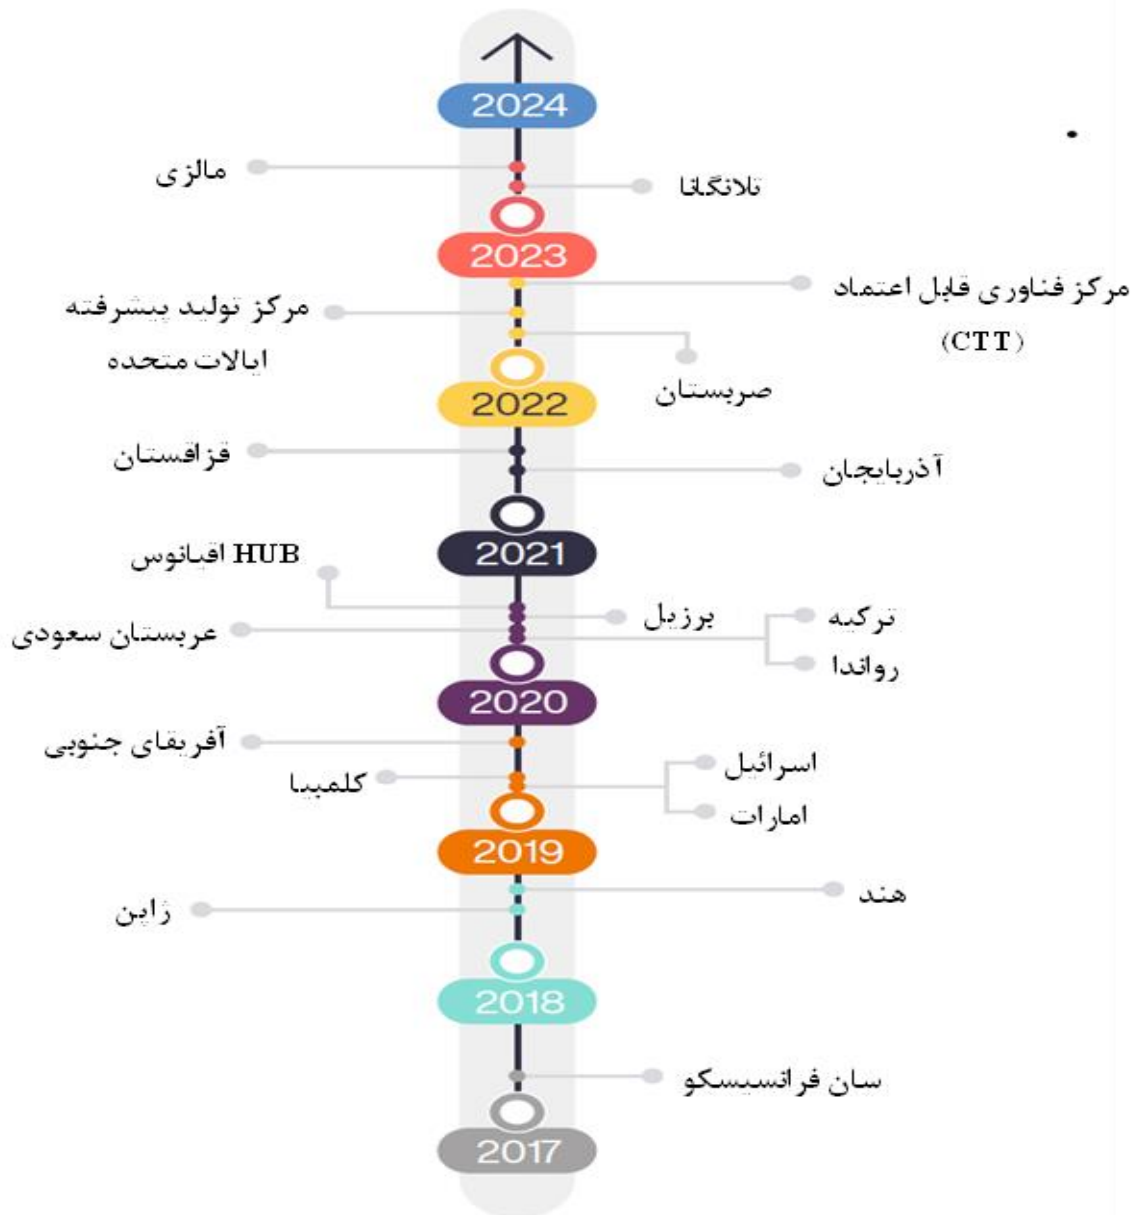 2024
مالزی
تلانگانا
2023
مرکز فناوری قابل اعتماد
(CTT)
مرکز تولید پیشرفته
ایالات متحده
صربستان
2022
قزاقستان
آذربایجان
2021
HUB اقیانوس
برزیل
ترکیه
عربستان سعودی
رواندا
2020
آفریقای جنوبی
اسرائیل
کلمبیا
امارات
2019
هند
ژاپن
2018
سان فرانسیسکو
2017